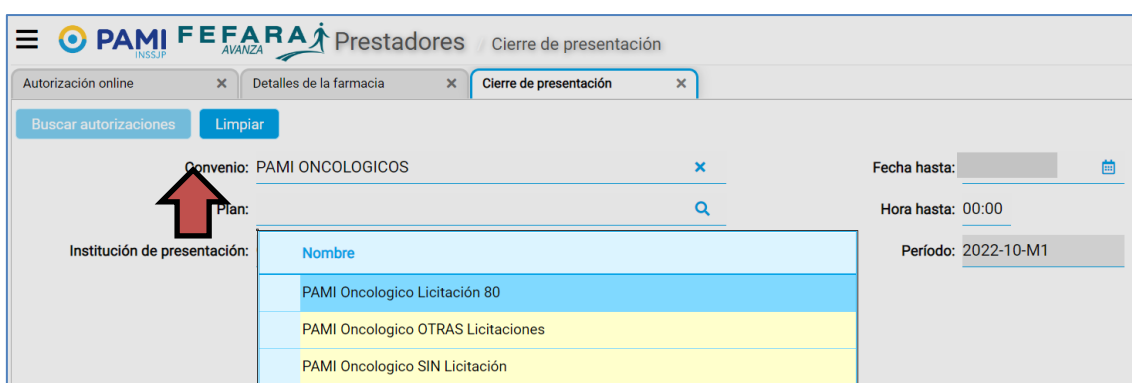 PAMI INSSJP FEFARA AVANZA Prestadores / Cierre de presentación
Autorización online × Detalles de la farmacia × Cierre de presentación ×
Buscar autorizaciones Limpiar
Convenio: PAMI ONCOLOGICOS × Fecha hasta:
Plan: Hora hasta: 00:00
Institución de presentación: Nombre Período: 2022-10-M1
PAMI Oncologico Licitación 80
PAMI Oncologico OTRAS Licitaciones
PAMI Oncologico SIN Licitación